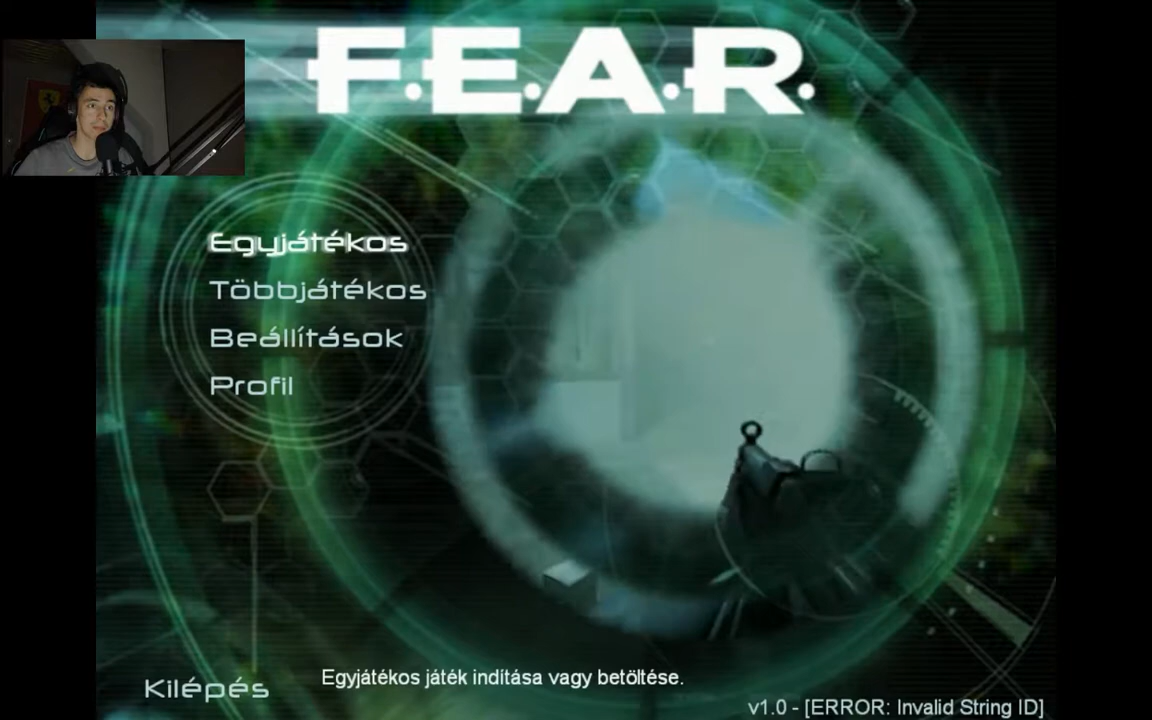 F.E.A.R.
Egyjátékos
Többjátékos
Beállítások
Profil
Kilépés
Egyjátékos játék indítása vagy betöltése.
v1.0 - [ERROR: Invalid String ID]